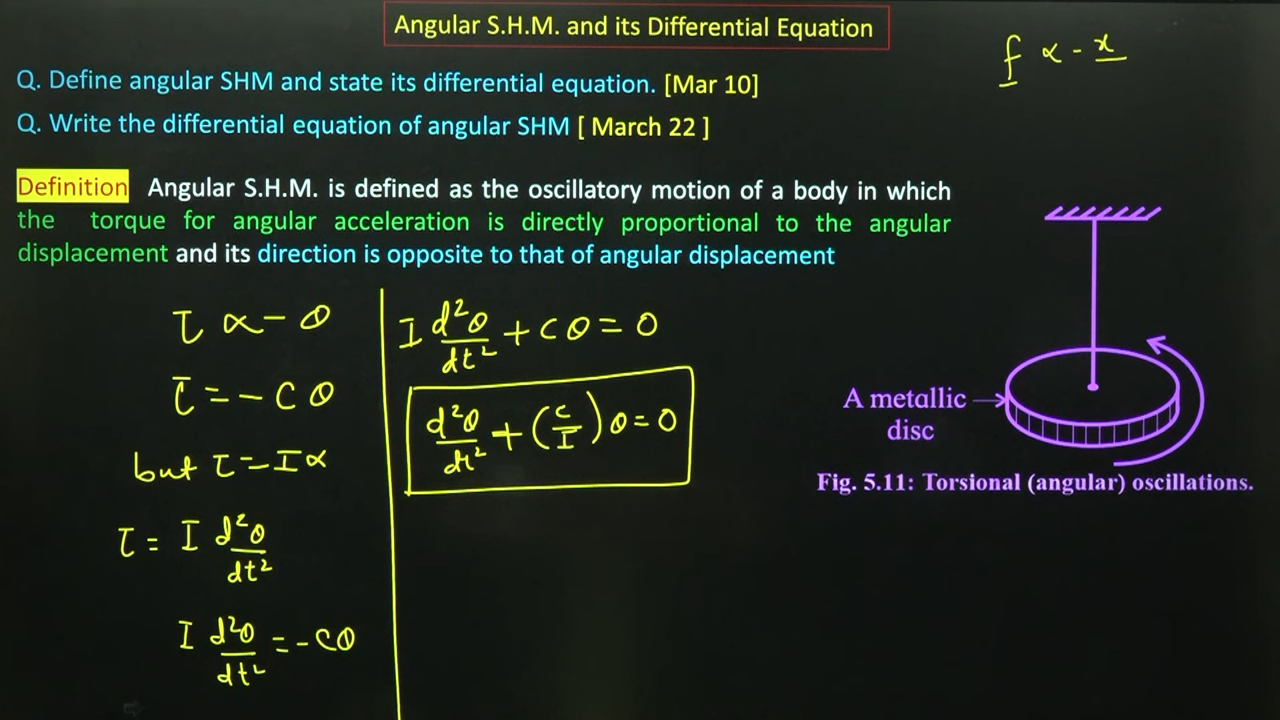 Angular S.H.M. and its Differential Equation
f ∝ - x
Q. Define angular SHM and state its differential equation. [Mar 10]
Q. Write the differential equation of angular SHM [ March 22 ]
Definition Angular S.H.M. is defined as the oscillatory motion of a body in which
the torque for angular acceleration is directly proportional to the angular
displacement and its direction is opposite to that of angular displacement
τ ∝ - θ
τ = - C θ
but τ = I α
τ = I d²θ/dt²
I d²θ/dt² = - cθ
I d²θ/dt² + C θ = 0
d²θ/dt² + (c/I) θ = 0
A metallic
disc
Fig. 5.11: Torsional (angular) oscillations.